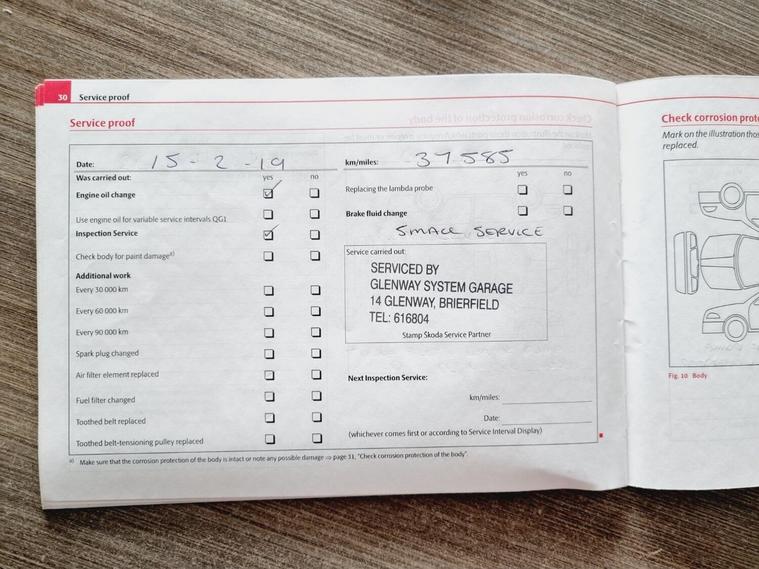 30 Service proof
Service proof
Date: 15-2-19
Was carried out: yes no
Engine oil change
Use engine oil for variable service intervals QG1
Inspection Service
Check body for paint damage a)
Additional work
Every 30 000 km
Every 60 000 km
Every 90 000 km
Spark plug changed
Air filter element replaced
Fuel filter changed
Toothed belt replaced
Toothed belt-tensioning pulley replaced
km/miles: 37585
yes no
Replacing the lambda probe
Brake fluid change
SMALL SERVICE
Service carried out:
SERVICED BY
GLENWAY SYSTEM GARAGE
14 GLENWAY, BRIERFIELD
TEL: 616804
Stamp Škoda Service Partner
Next Inspection Service:
km/miles:
Date:
(whichever comes first or according to Service Interval Display)
a) Make sure that the corrosion protection of the body is intact or note any possible damage ⇒ page 31, "Check corrosion protection of the body".
Check corrosion prote
Mark on the illustration thos
replaced.
Fig. 10 Body